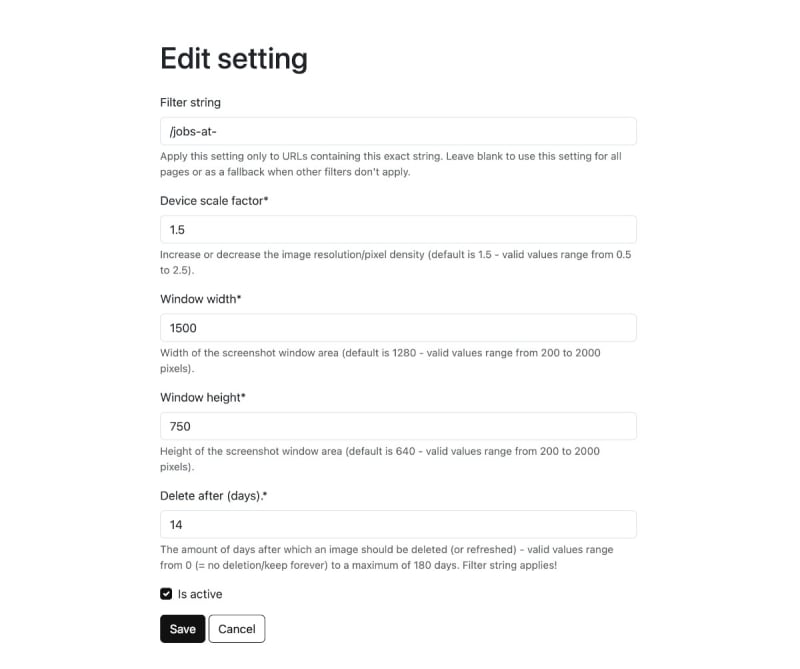 Edit setting
Filter string
/jobs-at-
Apply this setting only to URLs containing this exact string. Leave blank to use this setting for all
pages or as a fallback when other filters don't apply.
Device scale factor*
1.5
Increase or decrease the image resolution/pixel density (default is 1.5 - valid values range from 0.5
to 2.5).
Window width*
1500
Width of the screenshot window area (default is 1280 - valid values range from 200 to 2000
pixels).
Window height*
750
Height of the screenshot window area (default is 640 - valid values range from 200 to 2000
pixels).
Delete after (days).*
14
The amount of days after which an image should be deleted (or refreshed) - valid values range
from 0 (= no deletion/keep forever) to a maximum of 180 days. Filter string applies!
Is active
Save Cancel